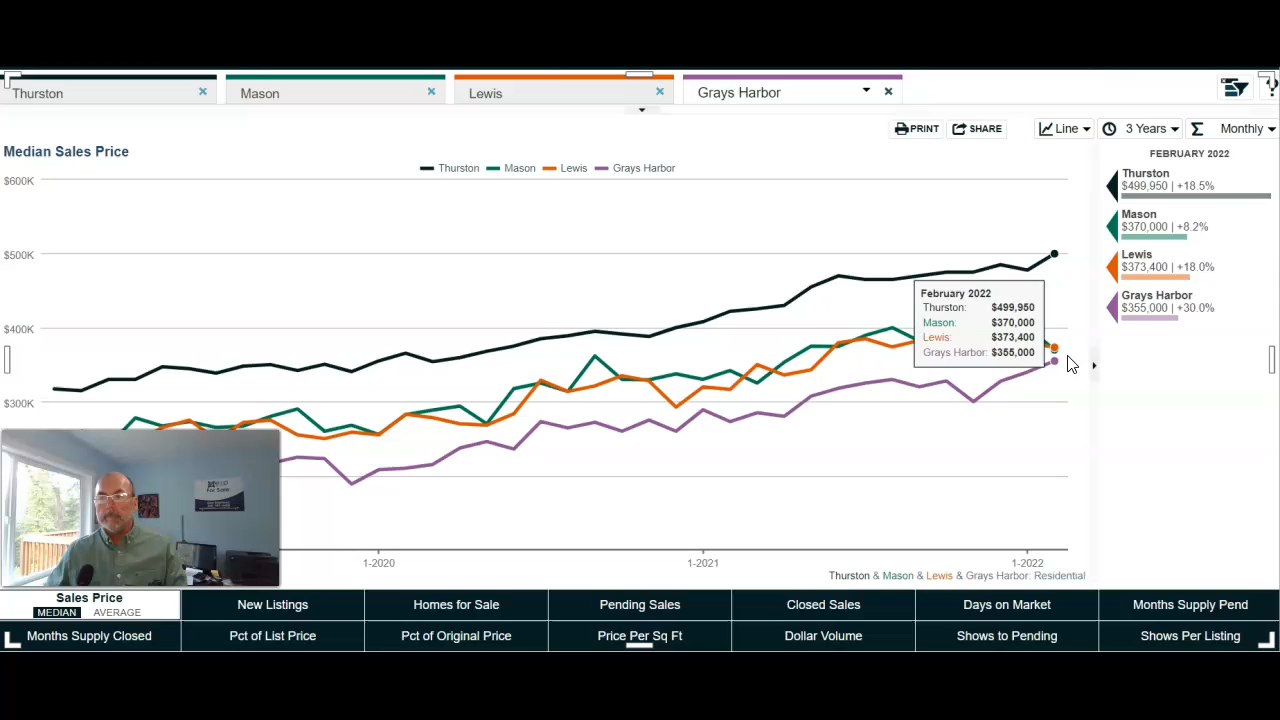 Thurston
Mason
Lewis
Grays Harbor
?
PRINT
SHARE
Line
3 Years
Σ Monthly
Median Sales Price
Thurston Mason Lewis Grays Harbor
$600K
$500K
$400K
$300K
1-2020
1-2021
1-2022
February 2022
Thurston: $499,950
Mason: $370,000
Lewis: $373,400
Grays Harbor: $355,000
FEBRUARY 2022
Thurston
$499,950 | +18.5%
Mason
$370,000 | +8.2%
Lewis
$373,400 | +18.0%
Grays Harbor
$355,000 | +30.0%
Thurston & Mason & Lewis & Grays Harbor: Residential
Sales Price
MEDIAN AVERAGE
New Listings
Homes for Sale
Pending Sales
Closed Sales
Days on Market
Months Supply Pend
Months Supply Closed
Pct of List Price
Pct of Original Price
Price Per Sq Ft
Dollar Volume
Shows to Pending
Shows Per Listing